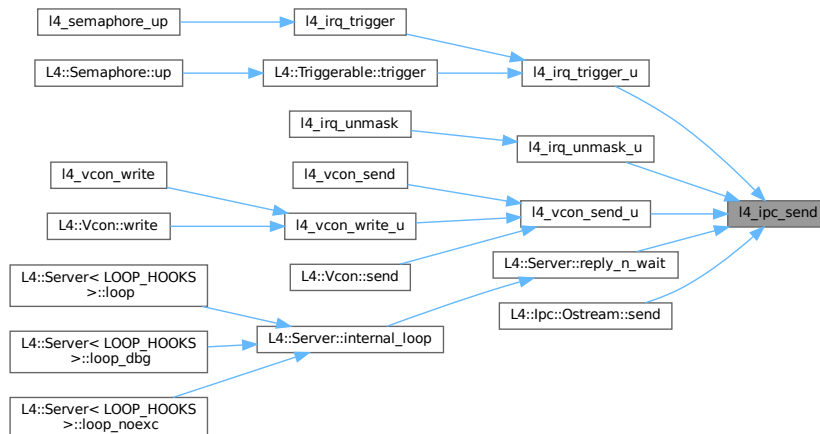 l4_semaphore_up
l4_irq_trigger
L4::Semaphore::up
L4::Triggerable::trigger
l4_irq_trigger_u
l4_irq_unmask
l4_irq_unmask_u
l4_vcon_write
l4_vcon_send
L4::Vcon::write
l4_vcon_write_u
l4_vcon_send_u
l4_ipc_send
L4::Vcon::send
L4::Server::reply_n_wait
L4::Server< LOOP_HOOKS
>::loop
L4::Ipc::Ostream::send
L4::Server< LOOP_HOOKS
>::loop_dbg
L4::Server::internal_loop
L4::Server< LOOP_HOOKS
>::loop_noexc